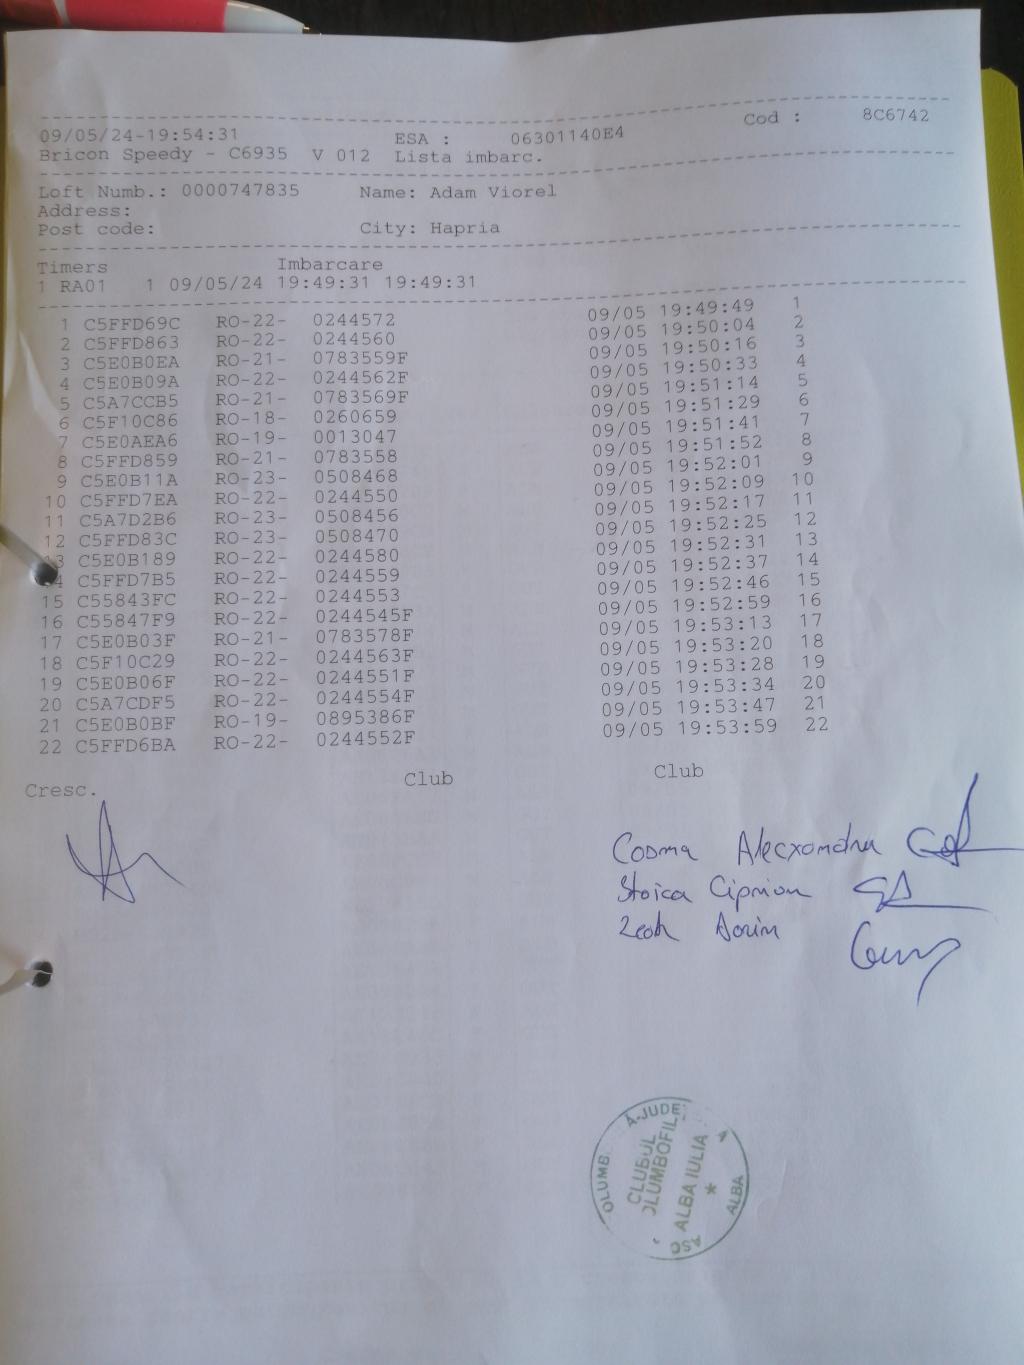 Cod : 8C6742
09/05/24-19:54:31 ESA : 06301140E4
Bricon Speedy - C6935 V 012 Lista imbarc.
Loft Numb.: 0000747835 Name: Adam Viorel
Address:
Post code: City: Hapria
Timers Imbarcare
1 RA01 1 09/05/24 19:49:31 19:49:31
1 C5FFD69C RO-22- 0244572 09/05 19:49:49 1
2 C5FFD863 RO-22- 0244560 09/05 19:50:04 2
3 C5E0B0EA RO-21- 0783559F 09/05 19:50:16 3
4 C5E0B09A RO-22- 0244562F 09/05 19:50:33 4
5 C5A7CCB5 RO-21- 0783569F 09/05 19:51:14 5
6 C5F10C86 RO-18- 0260659 09/05 19:51:29 6
7 C5E0AEA6 RO-19- 0013047 09/05 19:51:41 7
8 C5FFD859 RO-21- 0783558 09/05 19:51:52 8
9 C5E0B11A RO-23- 0508468 09/05 19:52:01 9
10 C5FFD7EA RO-22- 0244550 09/05 19:52:09 10
11 C5A7D2B6 RO-23- 0508456 09/05 19:52:17 11
12 C5FFD83C RO-23- 0508470 09/05 19:52:25 12
13 C5E0B189 RO-22- 0244580 09/05 19:52:31 13
14 C5FFD7B5 RO-22- 0244559 09/05 19:52:37 14
15 C55843FC RO-22- 0244553 09/05 19:52:46 15
16 C55847F9 RO-22- 0244545F 09/05 19:52:59 16
17 C5E0B03F RO-21- 0783578F 09/05 19:53:13 17
18 C5F10C29 RO-22- 0244563F 09/05 19:53:20 18
19 C5E0B06F RO-22- 0244551F 09/05 19:53:28 19
20 C5A7CDF5 RO-22- 0244554F 09/05 19:53:34 20
21 C5E0B0BF RO-19- 0895386F 09/05 19:53:47 21
22 C5FFD6BA RO-22- 0244552F 09/05 19:53:59 22
Cresc. Club Club
Cosma Alecxandru
Stoica Ciprian
Dorin
CLUBUL
OLUMBOFILE
ALBA IULIA
*
ALBA
ASO